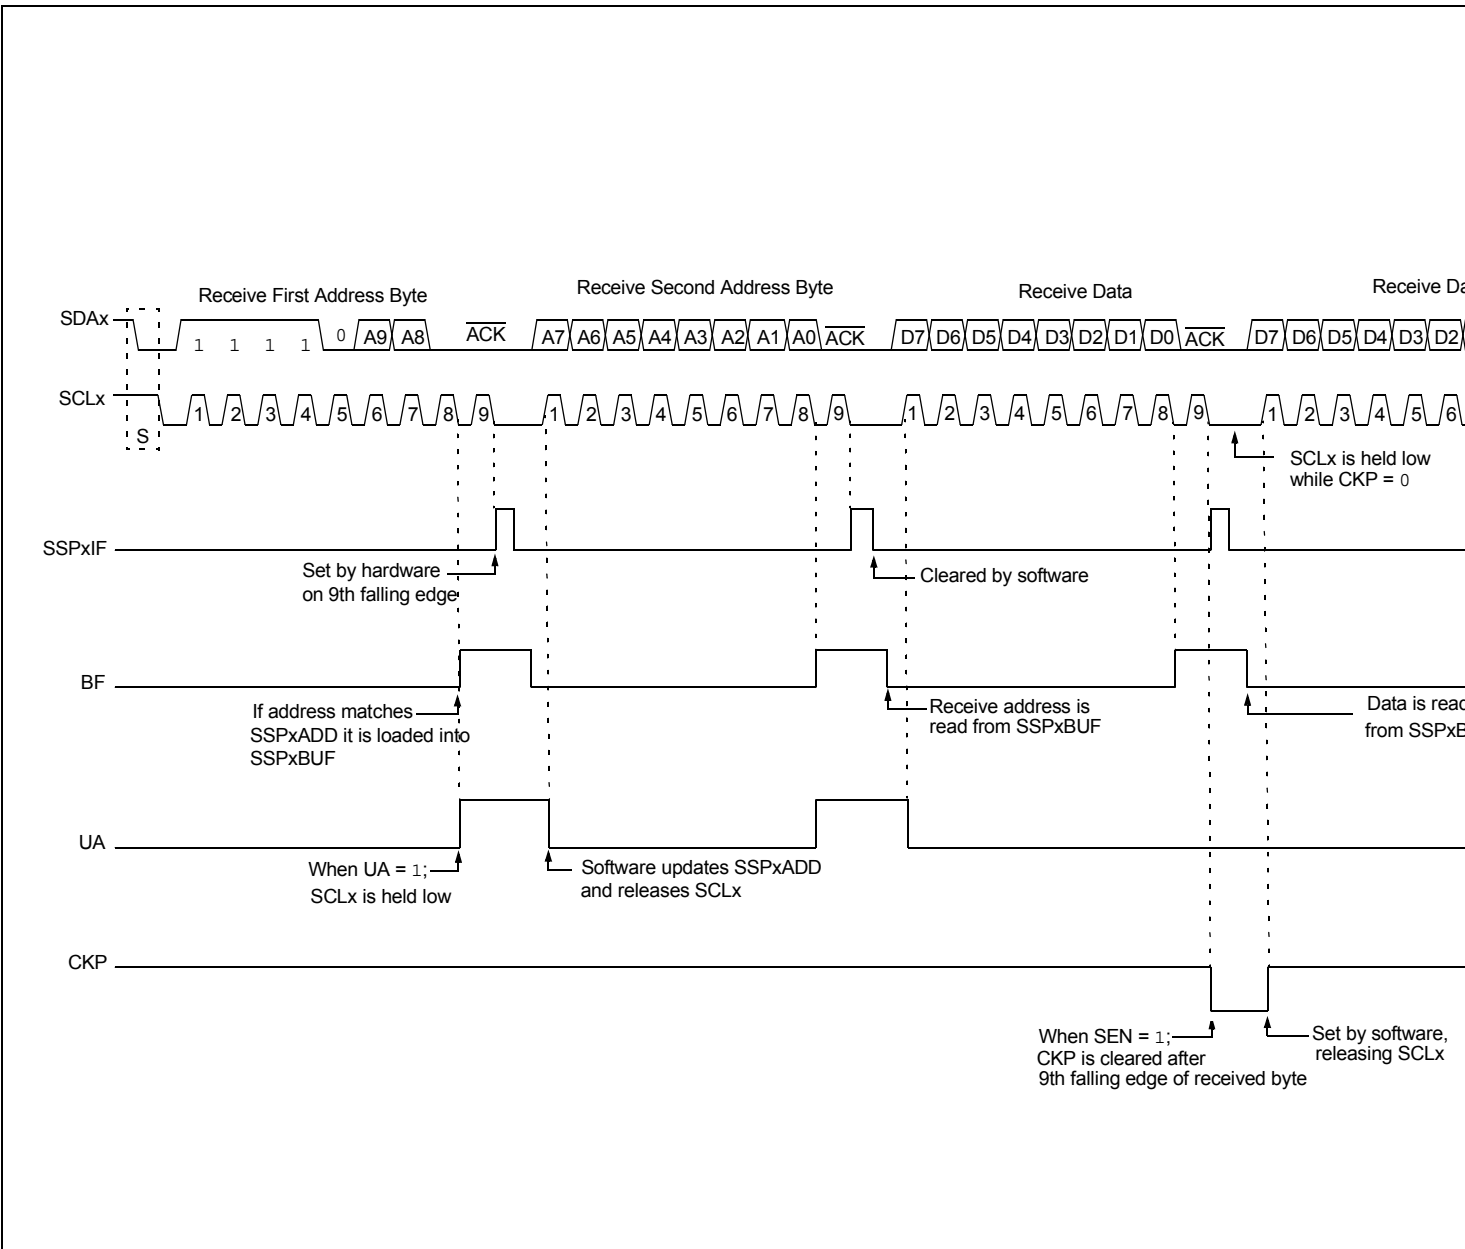 Receive First Address Byte
Receive Second Address Byte
Receive Data
Receive Da
SDAx
1 1 1 1 0 A9 A8 ACK A7 A6 A5 A4 A3 A2 A1 A0 ACK D7 D6 D5 D4 D3 D2 D1 D0 ACK D7 D6 D5 D4 D3 D2
SCLx
1 2 3 4 5 6 7 8 9 1 2 3 4 5 6 7 8 9 1 2 3 4 5 6 7 8 9 1 2 3 4 5 6
S
SCLx is held low
while CKP = 0
SSPxIF
Set by hardware
on 9th falling edge
Cleared by software
BF
If address matches
SSPxADD it is loaded into
SSPxBUF
Receive address is
read from SSPxBUF
Data is read
from SSPxB
UA
When UA = 1;
SCLx is held low
Software updates SSPxADD
and releases SCLx
CKP
When SEN = 1;
CKP is cleared after
9th falling edge of received byte
Set by software,
releasing SCLx